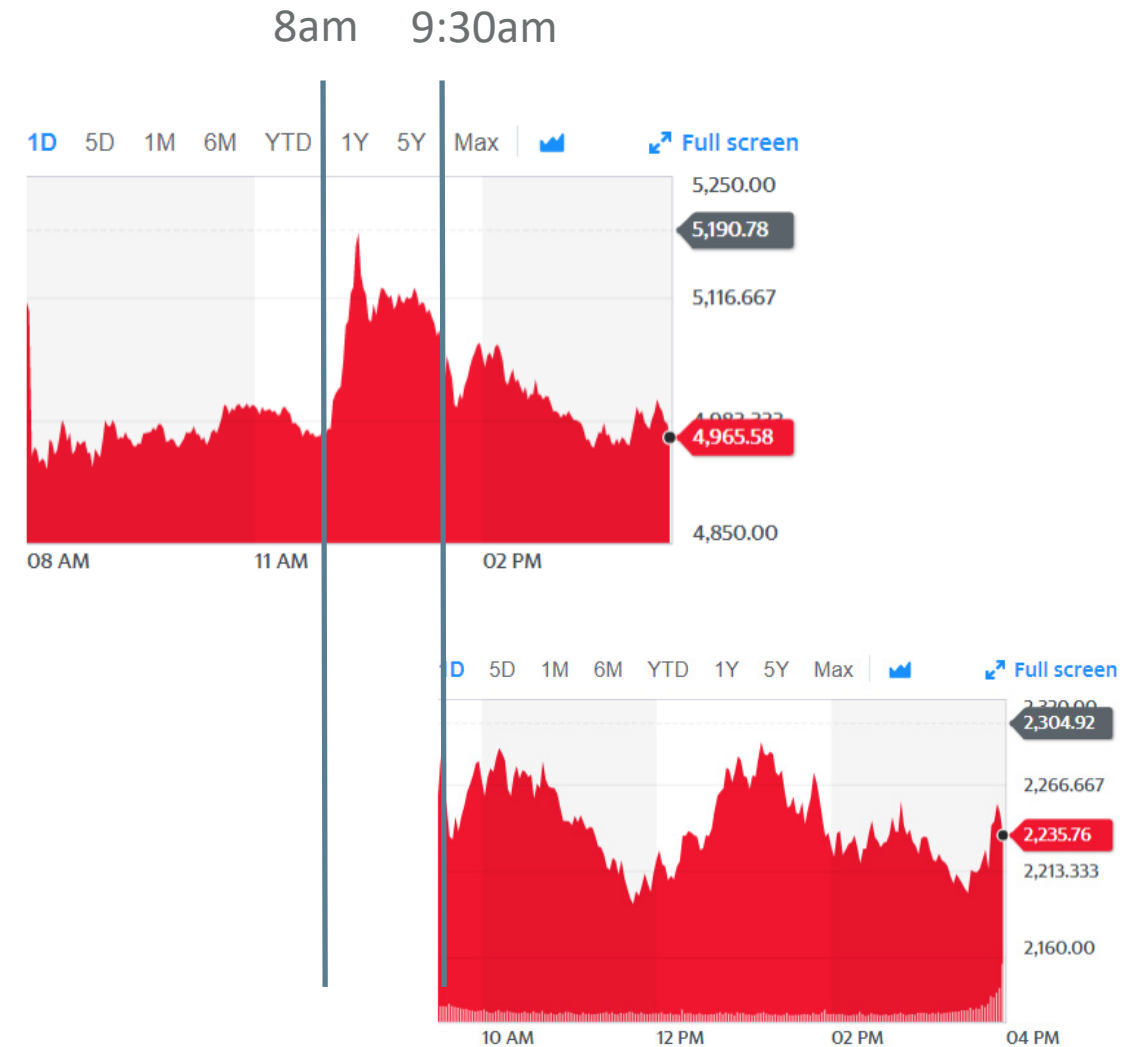 8am 9:30am
1D 5D 1M 6M YTD 1Y 5Y Max Full screen
5,250.00
5,190.78
5,116.667
4,965.58
4,850.00
08 AM 11 AM 02 PM
D 5D 1M 6M YTD 1Y 5Y Max Full screen
2,304.92
2,266.667
2,235.76
2,213.333
2,160.00
10 AM 12 PM 02 PM 04 PM